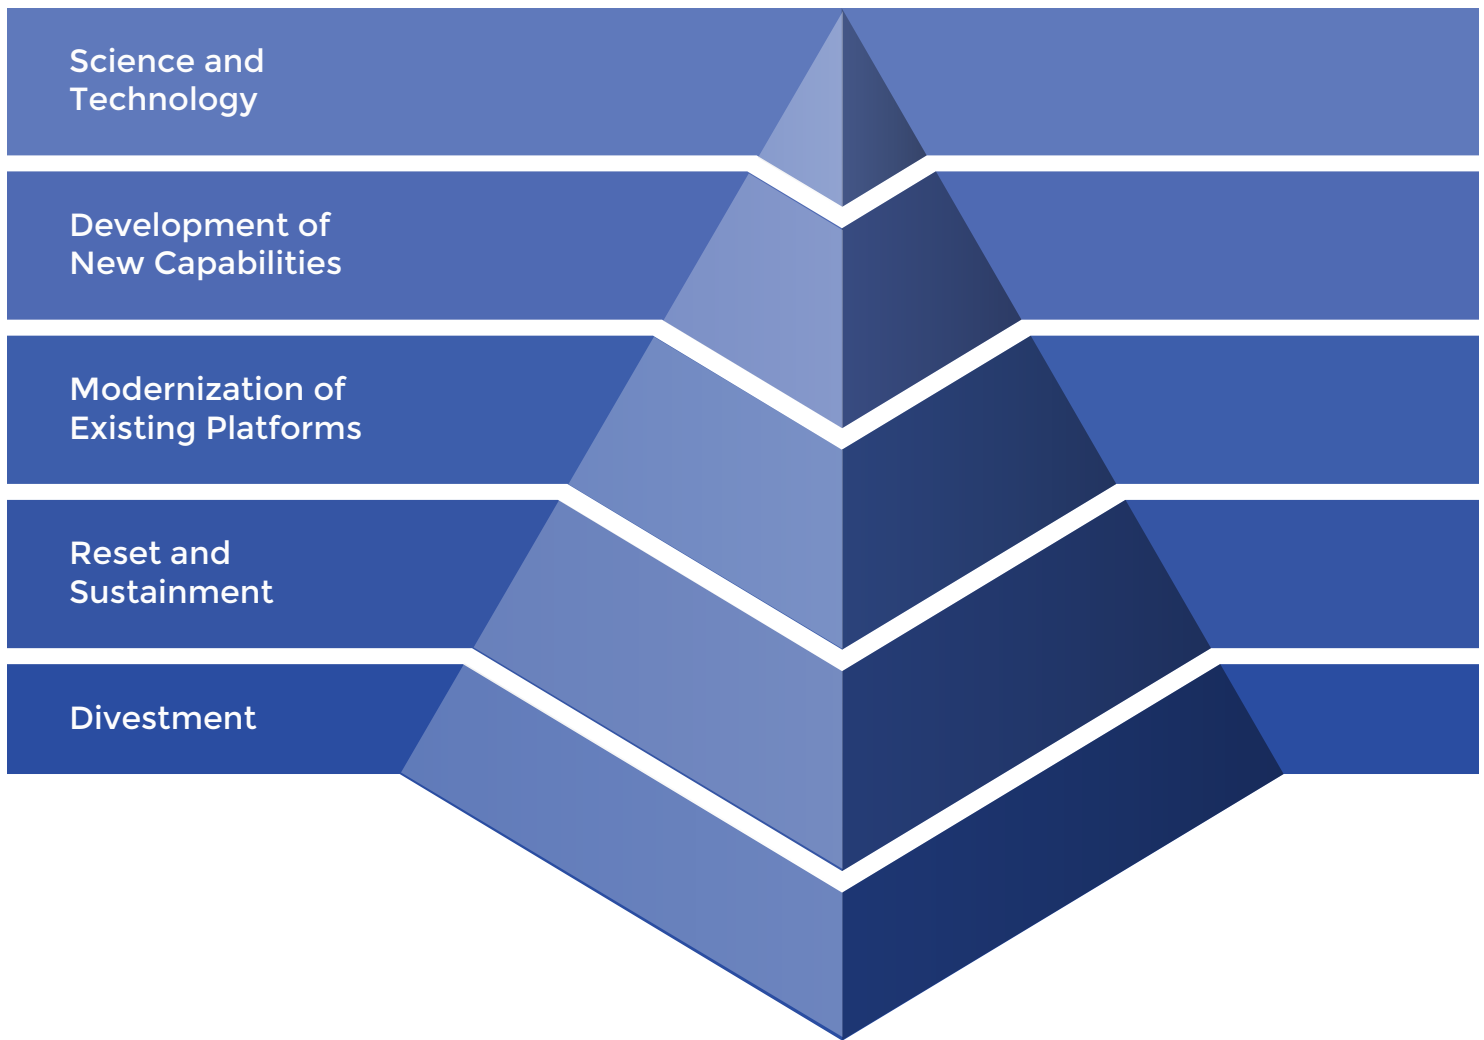 Science and
Technology
Development of
New Capabilities
Modernization of
Existing Platforms
Reset and
Sustainment
Divestment